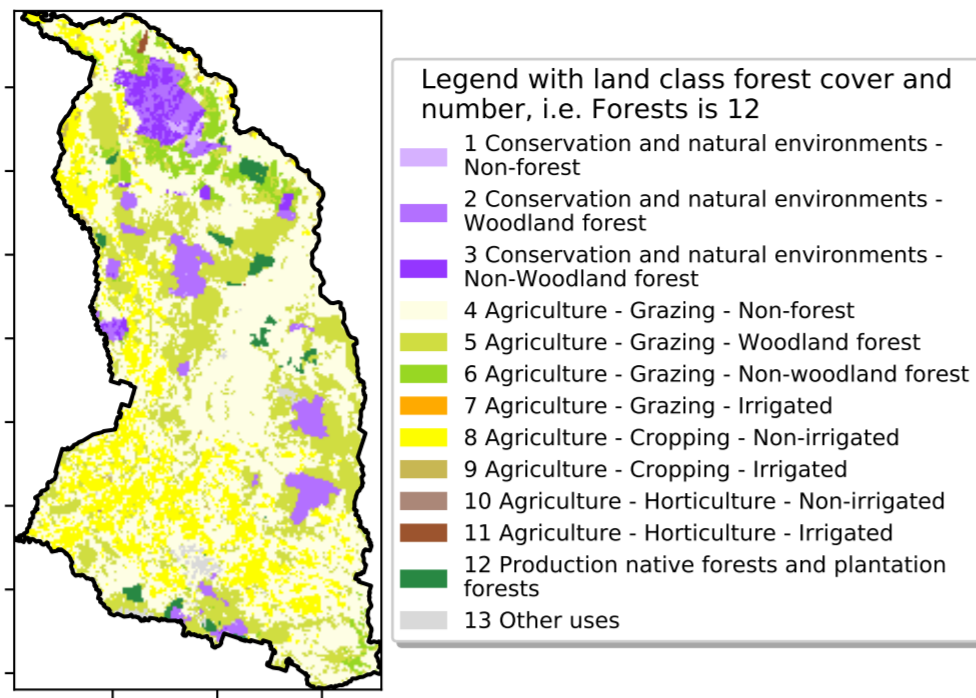 Legend with land class forest cover and
number, i.e. Forests is 12
1 Conservation and natural environments -
Non-forest
2 Conservation and natural environments -
Woodland forest
3 Conservation and natural environments -
Non-Woodland forest
4 Agriculture - Grazing - Non-forest
5 Agriculture - Grazing - Woodland forest
6 Agriculture - Grazing - Non-woodland forest
7 Agriculture - Grazing - Irrigated
8 Agriculture - Cropping - Non-irrigated
9 Agriculture - Cropping - Irrigated
10 Agriculture - Horticulture - Non-irrigated
11 Agriculture - Horticulture - Irrigated
12 Production native forests and plantation
forests
13 Other uses